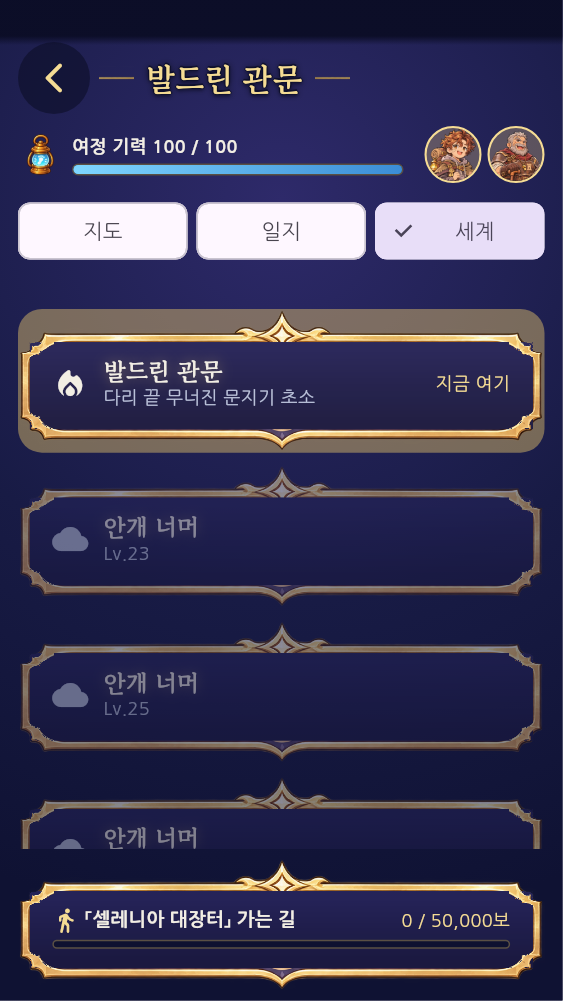 발드린 관문
여정 기력 100 / 100
지도
일지
세계
발드린 관문
다리 끝 무너진 문지기 초소
지금 여기
안개 너머
Lv.23
안개 너머
Lv.25
안개 너머
「셀레니아 대장터」 가는 길
0 / 50,000보